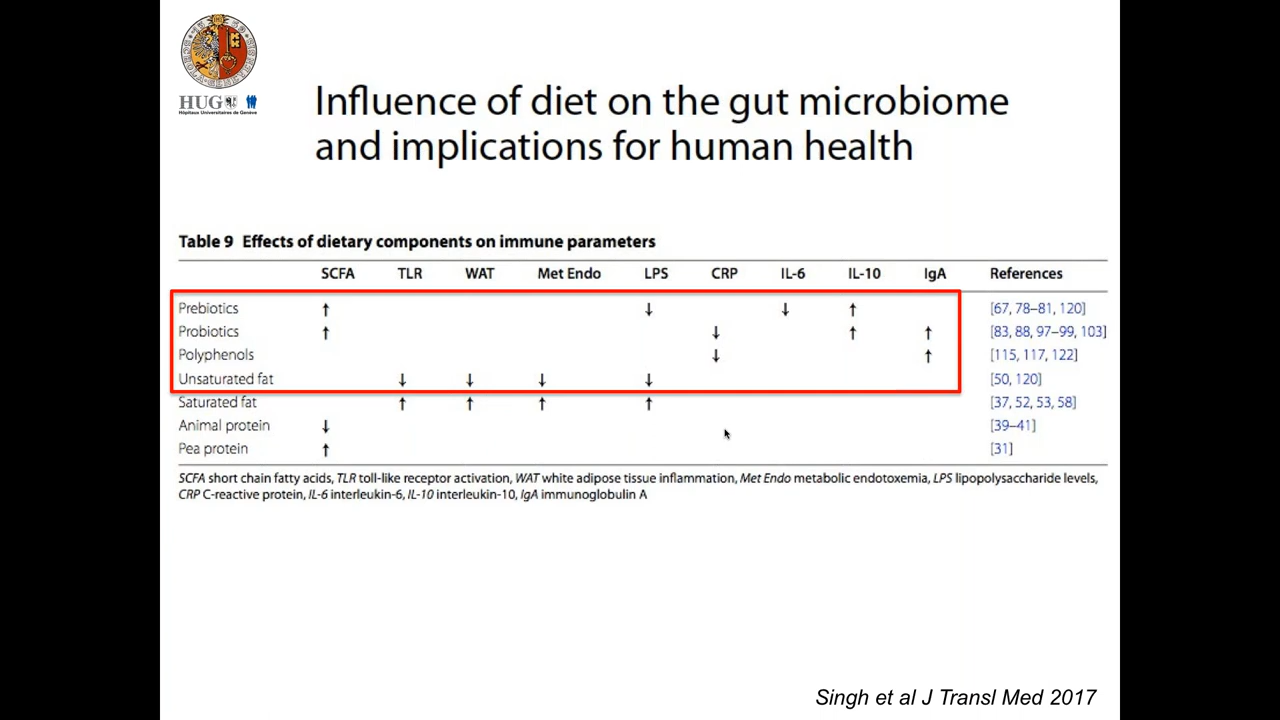 HUG
Hôpitaux Universitaires de Genève
Influence of diet on the gut microbiome
and implications for human health
Table 9 Effects of dietary components on immune parameters
SCFA TLR WAT Met Endo LPS CRP IL-6 IL-10 IgA References
Prebiotics ↑ ↓ ↓ ↑ [67, 78–81, 120]
Probiotics ↑ ↓ ↑ ↑ [83, 88, 97–99, 103]
Polyphenols ↓ ↑ [115, 117, 122]
Unsaturated fat ↓ ↓ ↓ ↓ [50, 120]
Saturated fat ↑ ↑ ↑ ↑ [37, 52, 53, 58]
Animal protein ↓ [39–41]
Pea protein ↑ [31]
SCFA short chain fatty acids, TLR toll-like receptor activation, WAT white adipose tissue inflammation, Met Endo metabolic endotoxemia, LPS lipopolysaccharide levels,
CRP C-reactive protein, IL-6 interleukin-6, IL-10 interleukin-10, IgA immunoglobulin A
Singh et al J Transl Med 2017